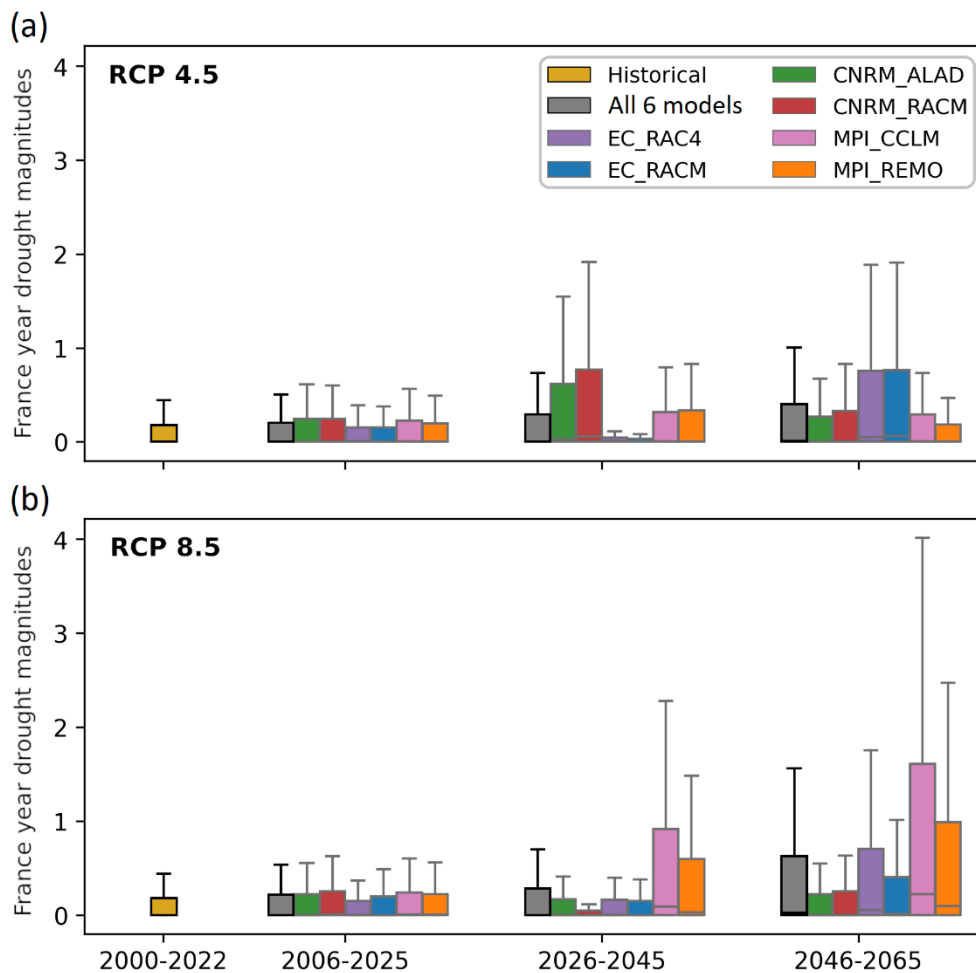 (a)
RCP 4.5
Historical
All 6 models
EC_RAC4
EC_RACM
CNRM_ALAD
CNRM_RACM
MPI_CCLM
MPI_REMO
France year drought magnitudes
4
3
2
1
0
(b)
RCP 8.5
France year drought magnitudes
4
3
2
1
0
2000-2022
2006-2025
2026-2045
2046-2065